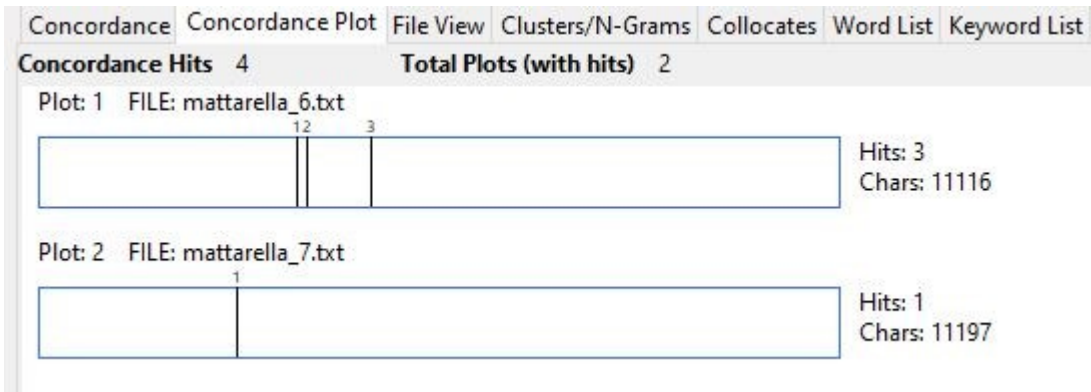 Concordance Concordance Plot File View Clusters/N-Grams Collocates Word List Keyword List
Concordance Hits 4 Total Plots (with hits) 2
Plot: 1 FILE: mattarella_6.txt
12 3
Hits: 3
Chars: 11116
Plot: 2 FILE: mattarella_7.txt
1
Hits: 1
Chars: 11197